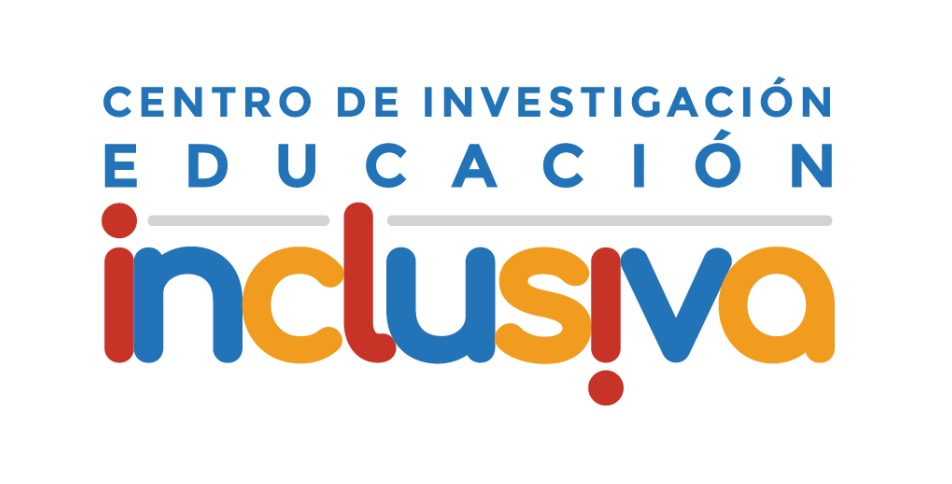 CENTRO DE INVESTIGACIÓN
EDUCACIÓN
inclusiva